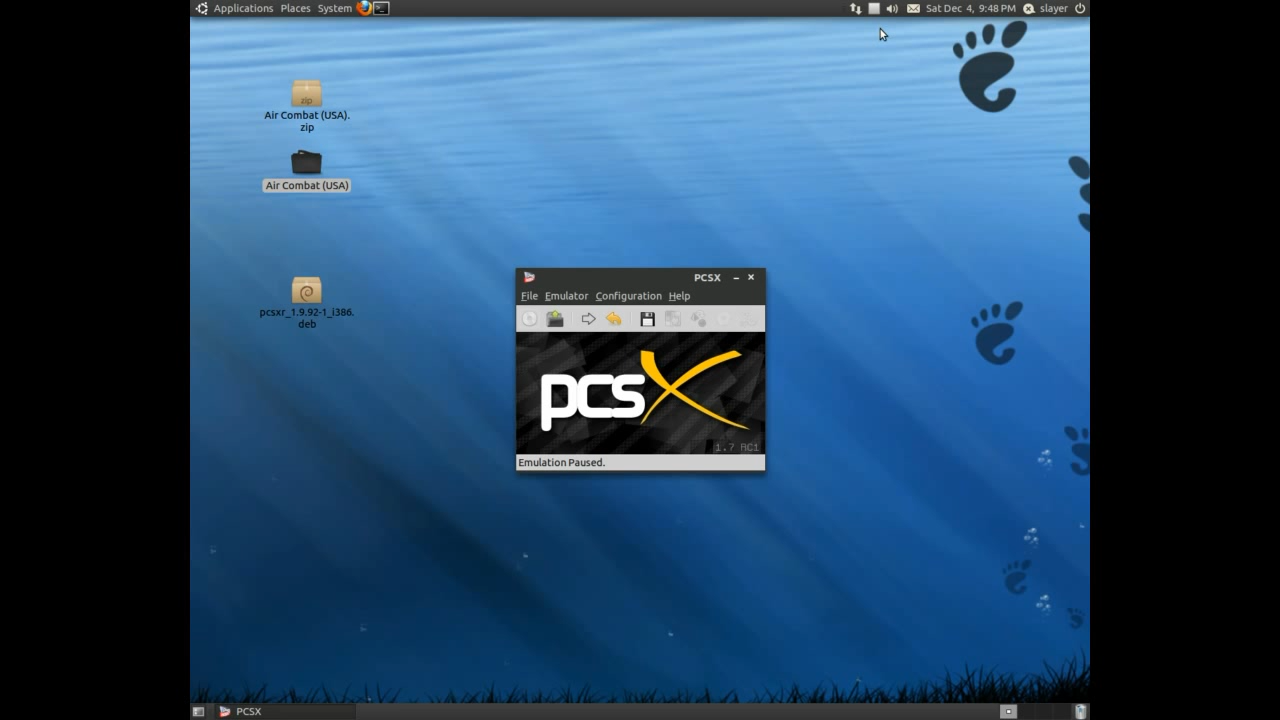 Applications Places System
Sat Dec 4, 9:48 PM slayer
zip
Air Combat (USA).
zip
Air Combat (USA)
pcsxr_1.9.92-1_i386.
deb
PCSX
File Emulator Configuration Help
pcsx
1.7 RC1
Emulation Paused.
PCSX